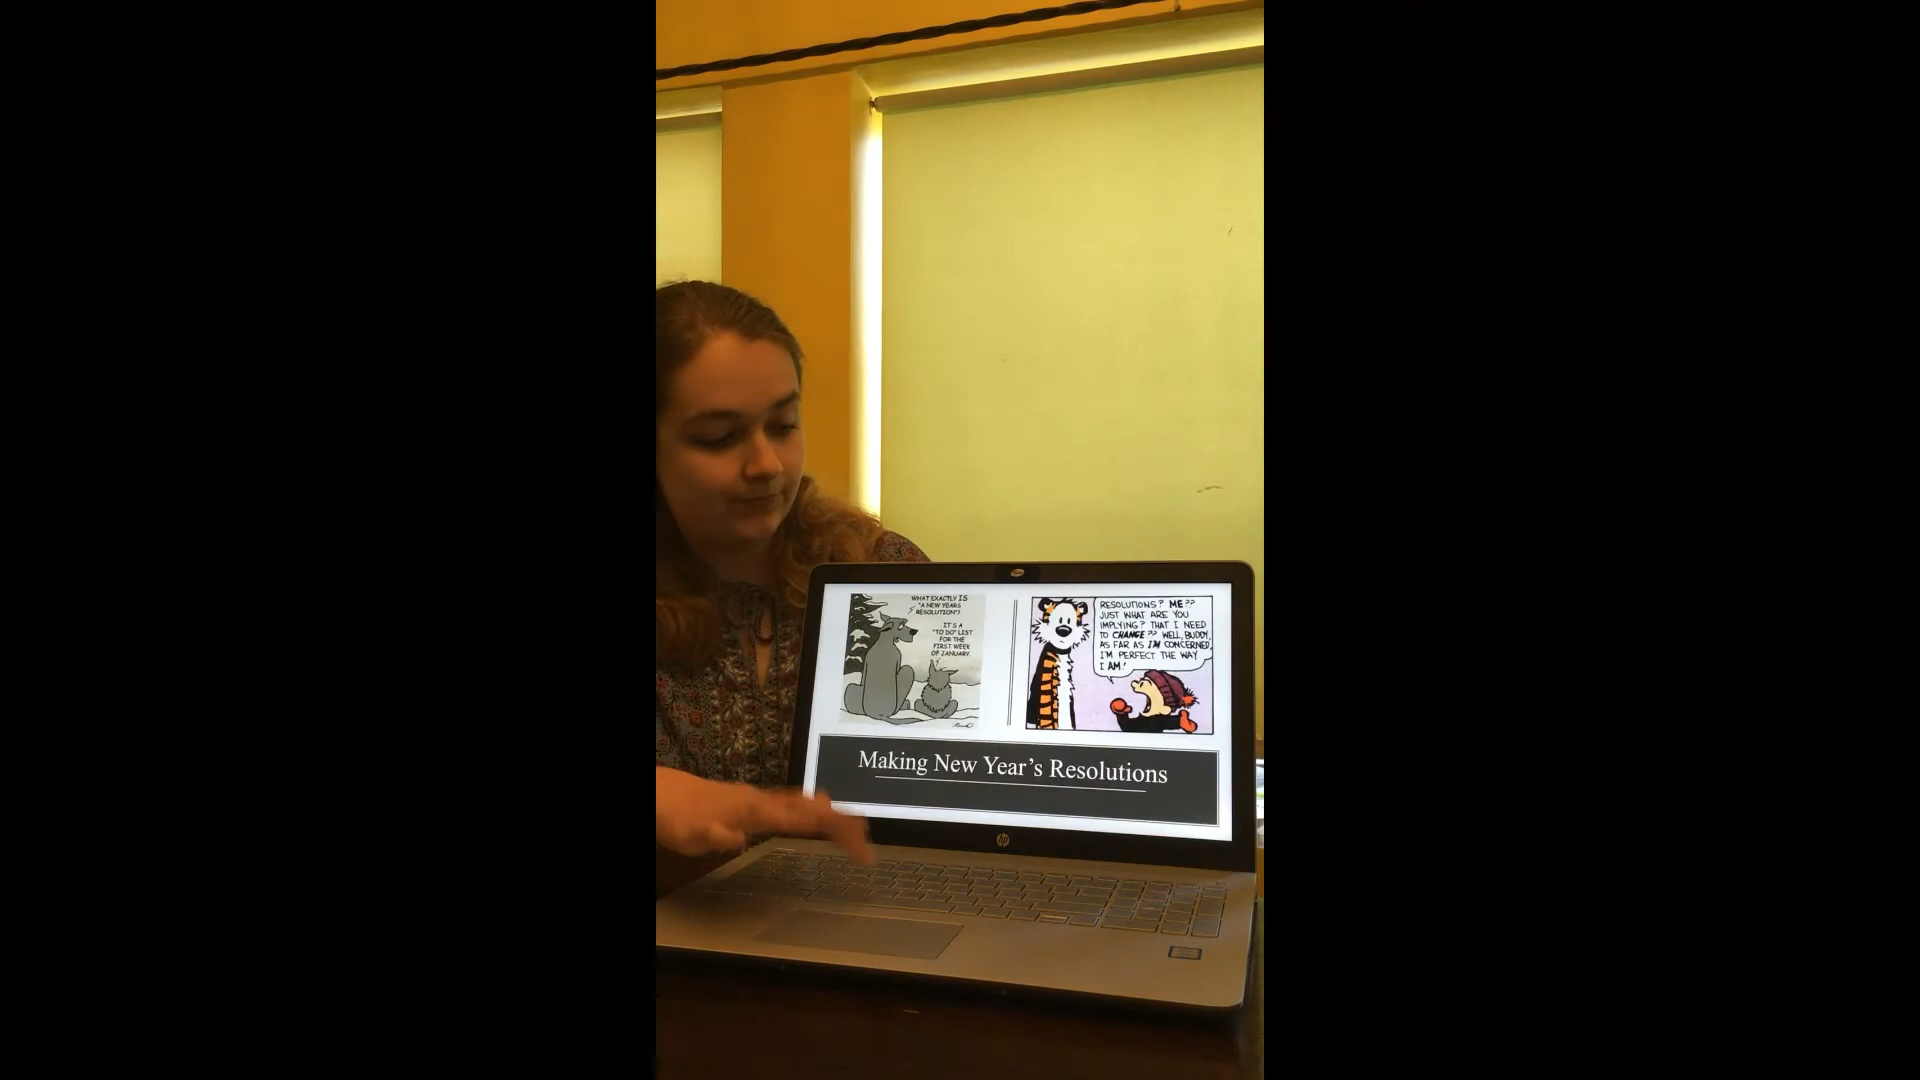 WHAT EXACTLY IS
"A NEW YEARS
RESOLUTION"?
IT'S A
"TO DO" LIST
FOR THE
FIRST WEEK
OF JANUARY.
RESOLUTIONS? ME??
JUST WHAT ARE YOU
IMPLYING? THAT I NEED
TO CHANGE?? WELL, BUDDY,
AS FAR AS I'M CONCERNED,
I'M PERFECT THE WAY
I AM!
Making New Year's Resolutions
hp